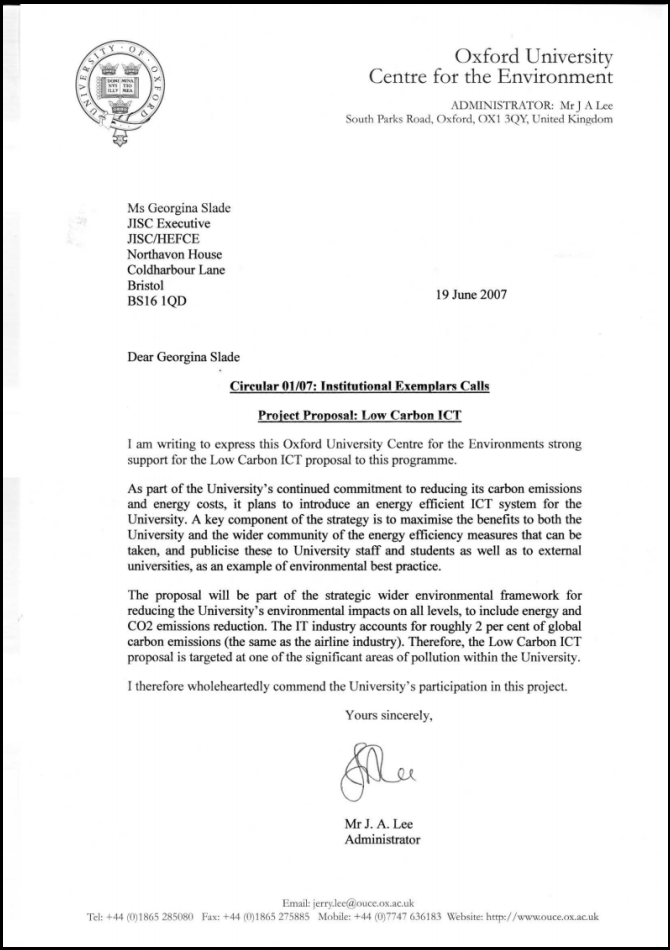 UNIVERSITY · OF · OXFORD
DOMI MINA
NVS TIO
ILLV MEA
Oxford University
Centre for the Environment
ADMINISTRATOR: Mr J A Lee
South Parks Road, Oxford, OX1 3QY, United Kingdom
Ms Georgina Slade
JISC Executive
JISC/HEFCE
Northavon House
Coldharbour Lane
Bristol
BS16 1QD
19 June 2007
Dear Georgina Slade
Circular 01/07: Institutional Exemplars Calls
Project Proposal: Low Carbon ICT
I am writing to express this Oxford University Centre for the Environments strong
support for the Low Carbon ICT proposal to this programme.
As part of the University's continued commitment to reducing its carbon emissions
and energy costs, it plans to introduce an energy efficient ICT system for the
University. A key component of the strategy is to maximise the benefits to both the
University and the wider community of the energy efficiency measures that can be
taken, and publicise these to University staff and students as well as to external
universities, as an example of environmental best practice.
The proposal will be part of the strategic wider environmental framework for
reducing the University's environmental impacts on all levels, to include energy and
CO2 emissions reduction. The IT industry accounts for roughly 2 per cent of global
carbon emissions (the same as the airline industry). Therefore, the Low Carbon ICT
proposal is targeted at one of the significant areas of pollution within the University.
I therefore wholeheartedly commend the University's participation in this project.
Yours sincerely,
JALee
Mr J. A. Lee
Administrator
Email: jerry.lee@ouce.ox.ac.uk
Tel: +44 (0)1865 285080 Fax: +44 (0)1865 275885 Mobile: +44 (0)7747 636183 Website: http://www.ouce.ox.ac.uk